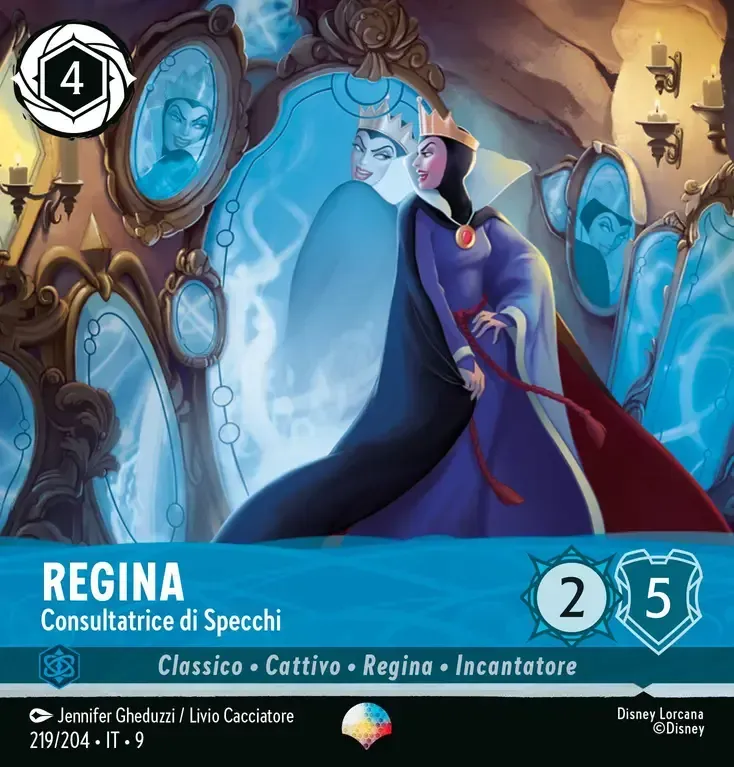 4
REGINA
Consultatrice di Specchi
2
5
Classico • Cattivo • Regina • Incantatore
Jennifer Gheduzzi / Livio Cacciatore
219/204 • IT • 9
Disney Lorcana
©Disney